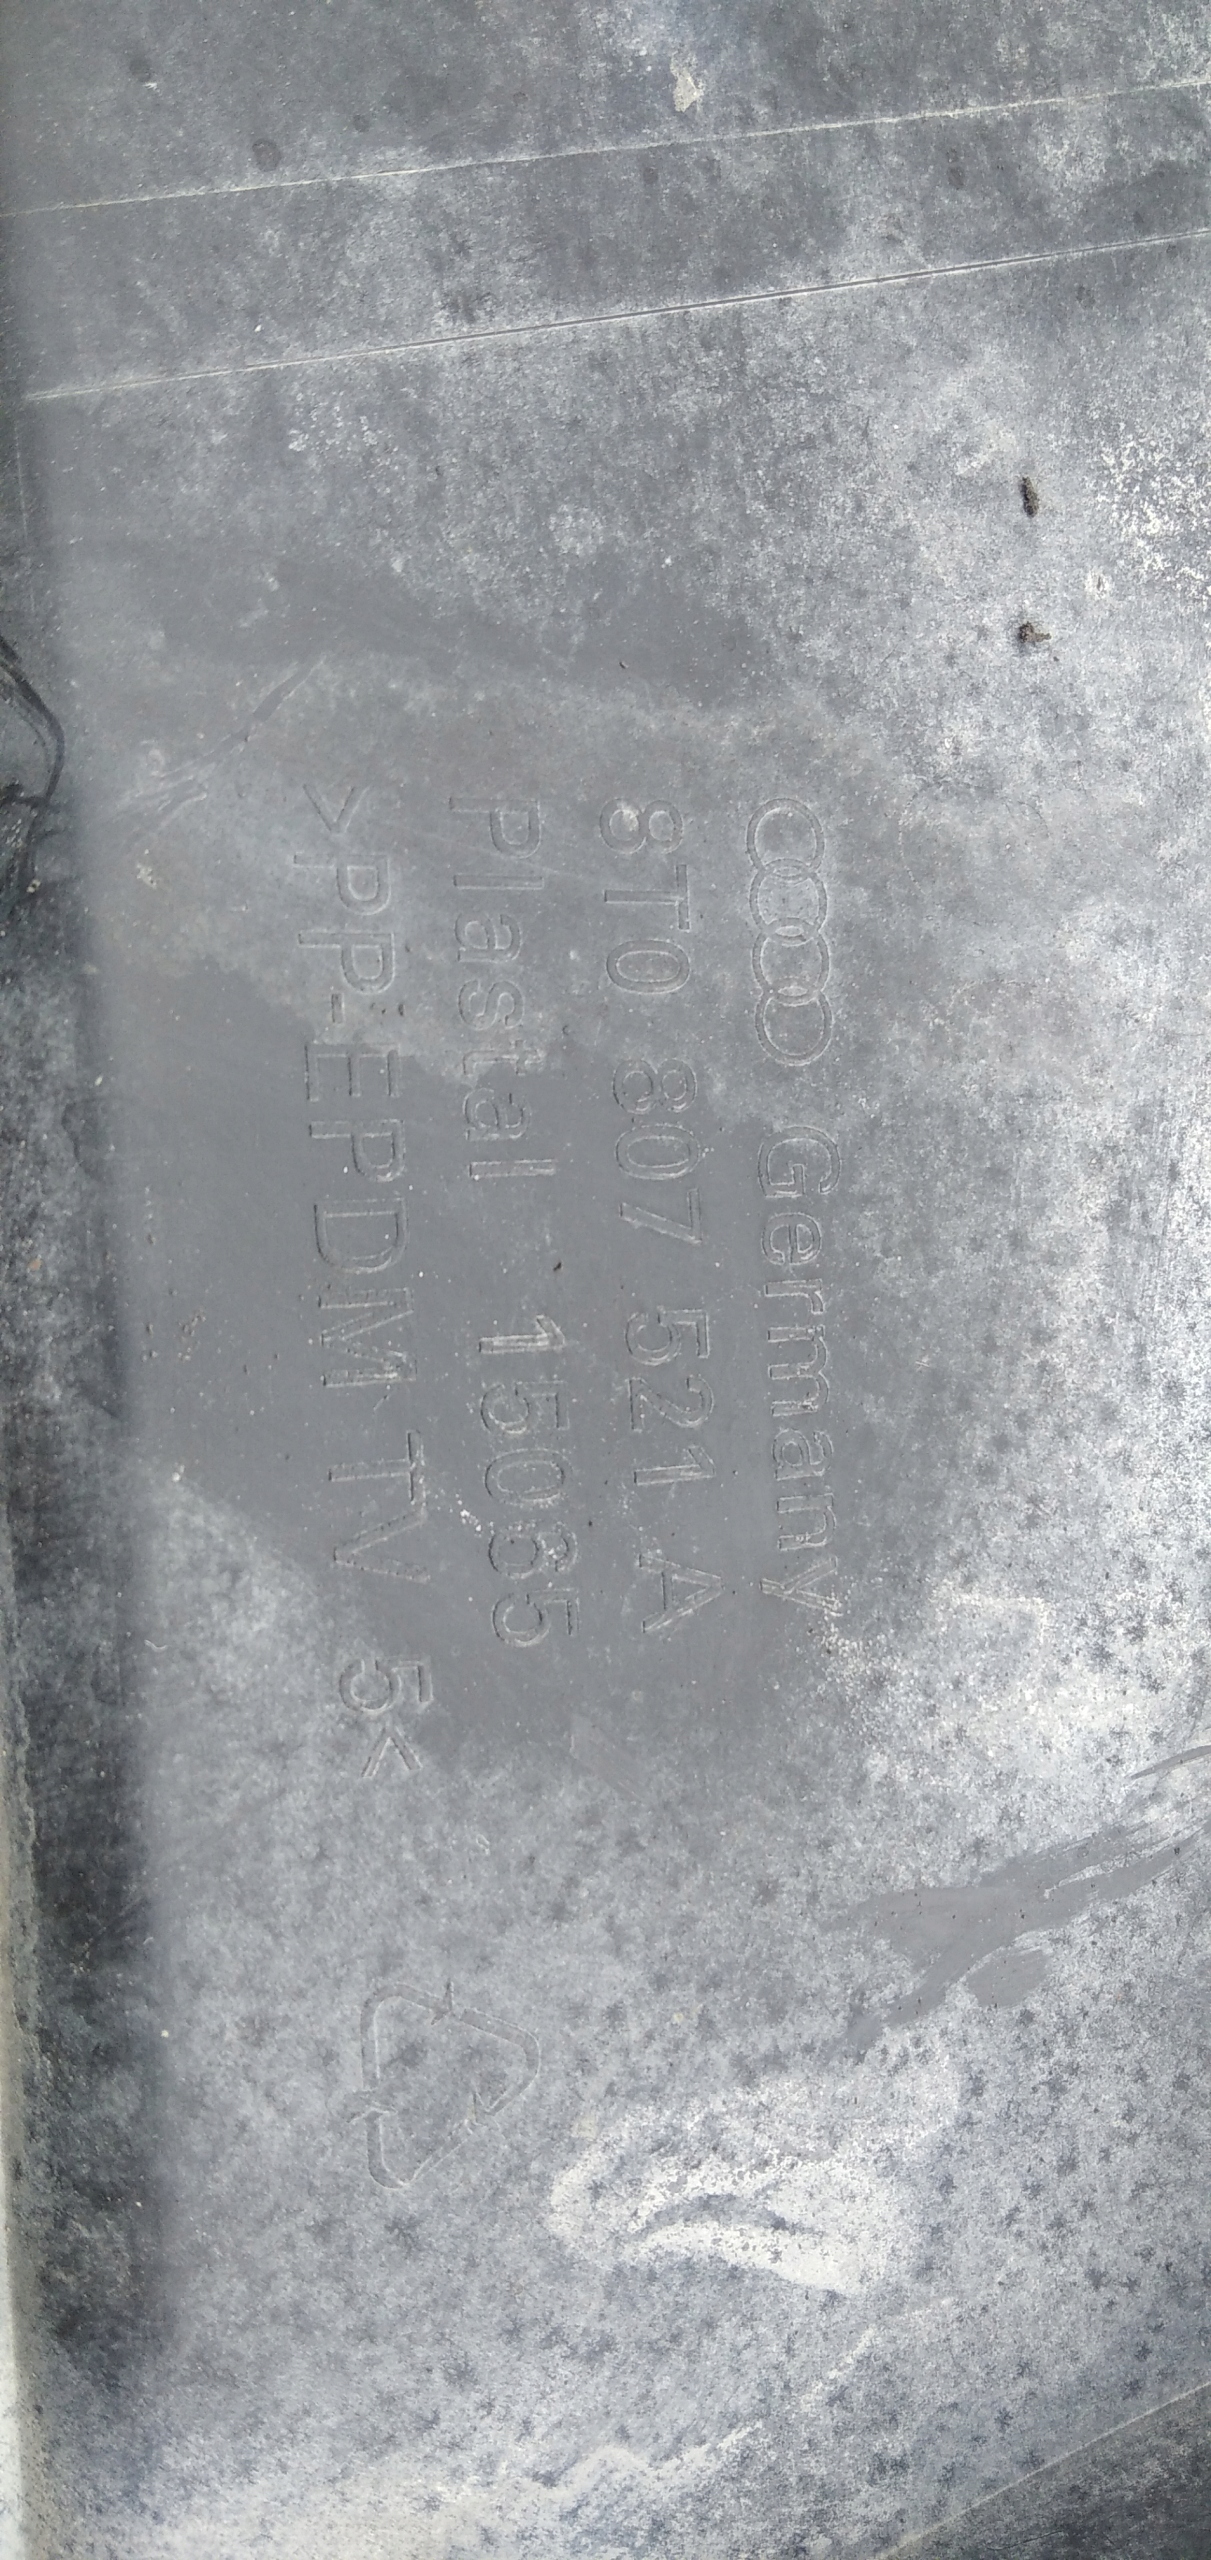 Germany
8T0 807 521 A
Plastal 15065
>PP-EPDM TV 5<